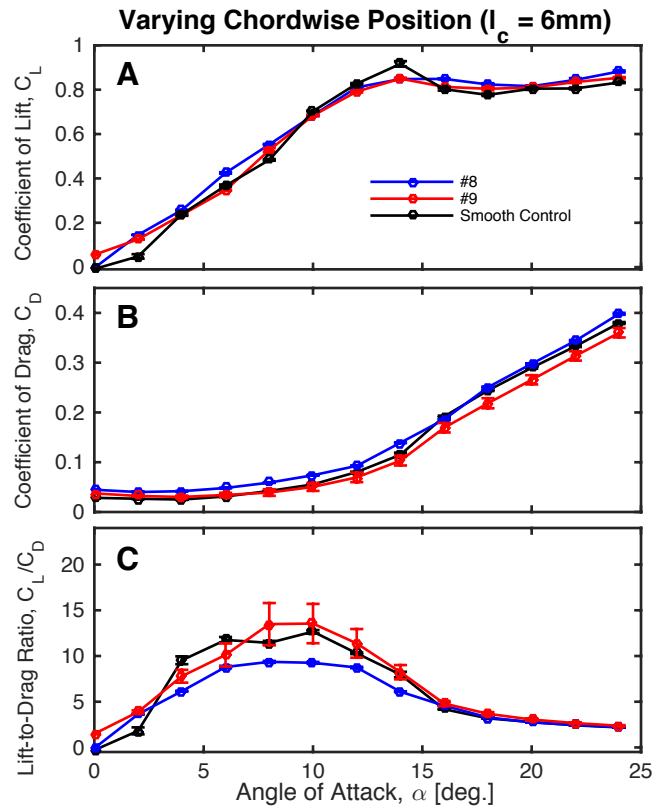 Varying Chordwise Position (l_c = 6mm)
A
Coefficient of Lift, C_L
1
0.8
0.6
0.4
0.2
0
#8
#9
Smooth Control
B
Coefficient of Drag, C_D
0.4
0.3
0.2
0.1
0
C
Lift-to-Drag Ratio, C_L/C_D
20
15
10
5
0
0 5 10 15 20 25
Angle of Attack, α [deg.]